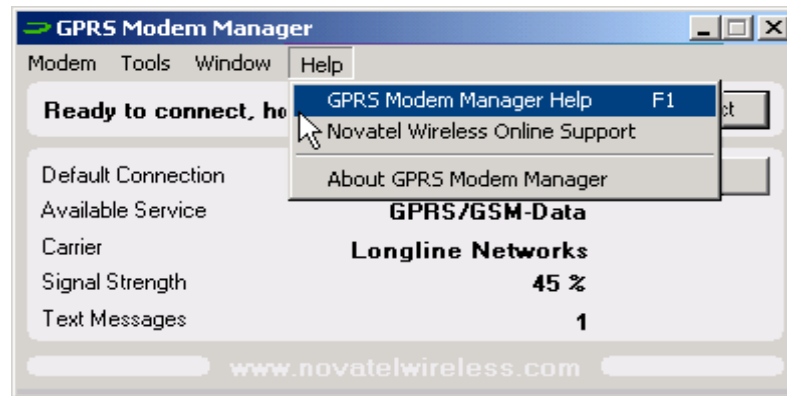 GPRS Modem Manager
Modem Tools Window Help
Ready to connect,
GPRS Modem Manager Help F1
Novatel Wireless Online Support
About GPRS Modem Manager
Default Connection
Available Service GPRS/GSM-Data
Carrier Longline Networks
Signal Strength 45 %
Text Messages 1
www.novatelwireless.com